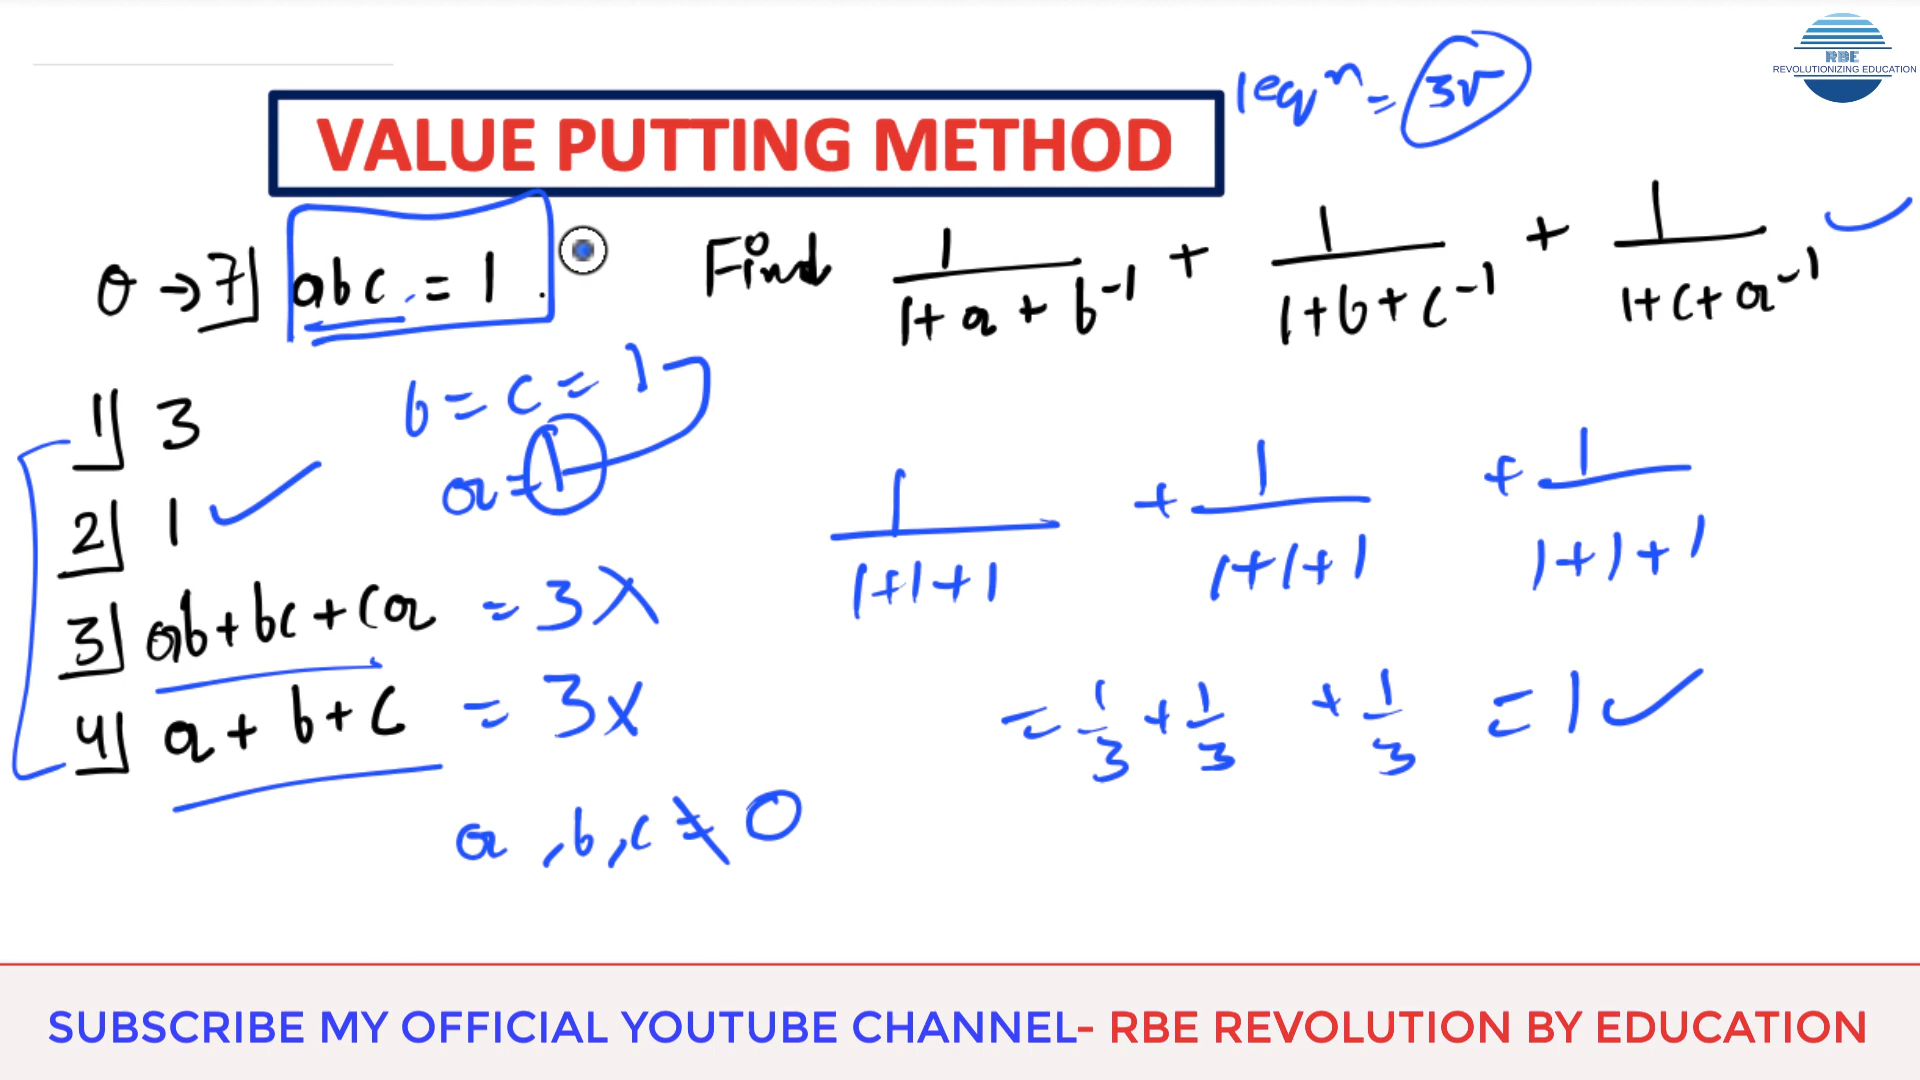 RBE
REVOLUTIONIZING EDUCATION
1 eqⁿ = 3V
VALUE PUTTING METHOD
Q → 7] abc = 1. Find 1/(1+a+b⁻¹) + 1/(1+b+c⁻¹) + 1/(1+c+a⁻¹)
b = c = 1
a = 1
1] 3
2] 1 ✓
3] ab+bc+ca = 3 X
4] a+b+c = 3 x
1/(1+1+1) + 1/(1+1+1) + 1/(1+1+1)
= 1/3 + 1/3 + 1/3 = 1 ✓
a, b, c ≠ 0
SUBSCRIBE MY OFFICIAL YOUTUBE CHANNEL- RBE REVOLUTION BY EDUCATION